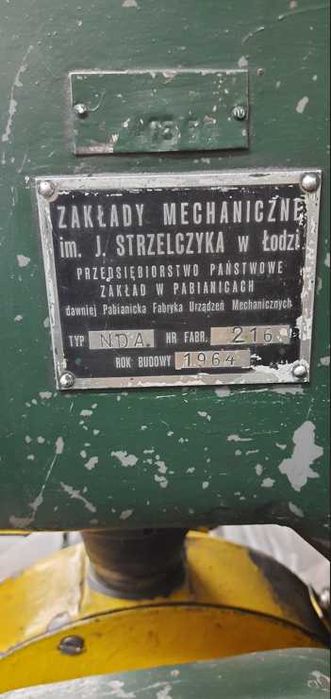 ZAKŁADY MECHANICZNE
im. J. STRZELCZYKA w Łodzi
PRZEDSIĘBIORSTWO PAŃSTWOWE
ZAKŁAD W PABIANICACH
dawniej Pabianicka Fabryka Urządzeń Mechanicznych
TYP NDA. NR FABR.
ROK BUDOWY 1964